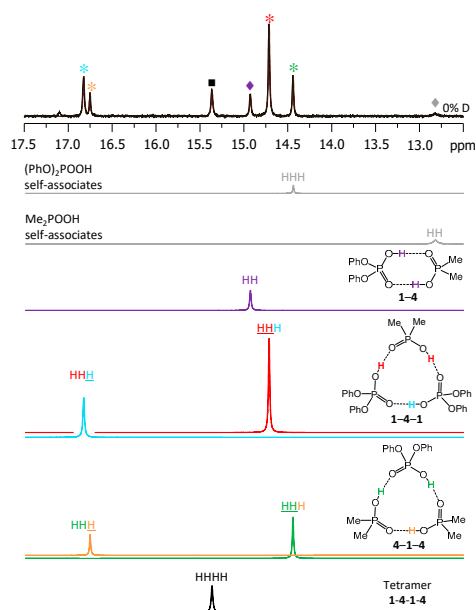 ✻ ✻ ✻ ■ ◆ ✻ ✻ ◆ 0% D
17.5 17.0 16.5 16.0 15.5 15.0 14.5 14.0 13.5 13.0 ppm
(PhO)₂POOH
self-associates
HHH
Me₂POOH
self-associates
HH
O H O
PhO P P Me
PhO O H O Me
1–4
HH
Me Me
P
O O
H H
HHH
HHH
O O
PhO P P OPh
PhO O H O OPh
1–4–1
PhO OPh
P
O O
H H
HHH
HHH
O O
Me P P Me
Me O H O Me
4–1–4
HHHH
Tetramer
1-4-1-4